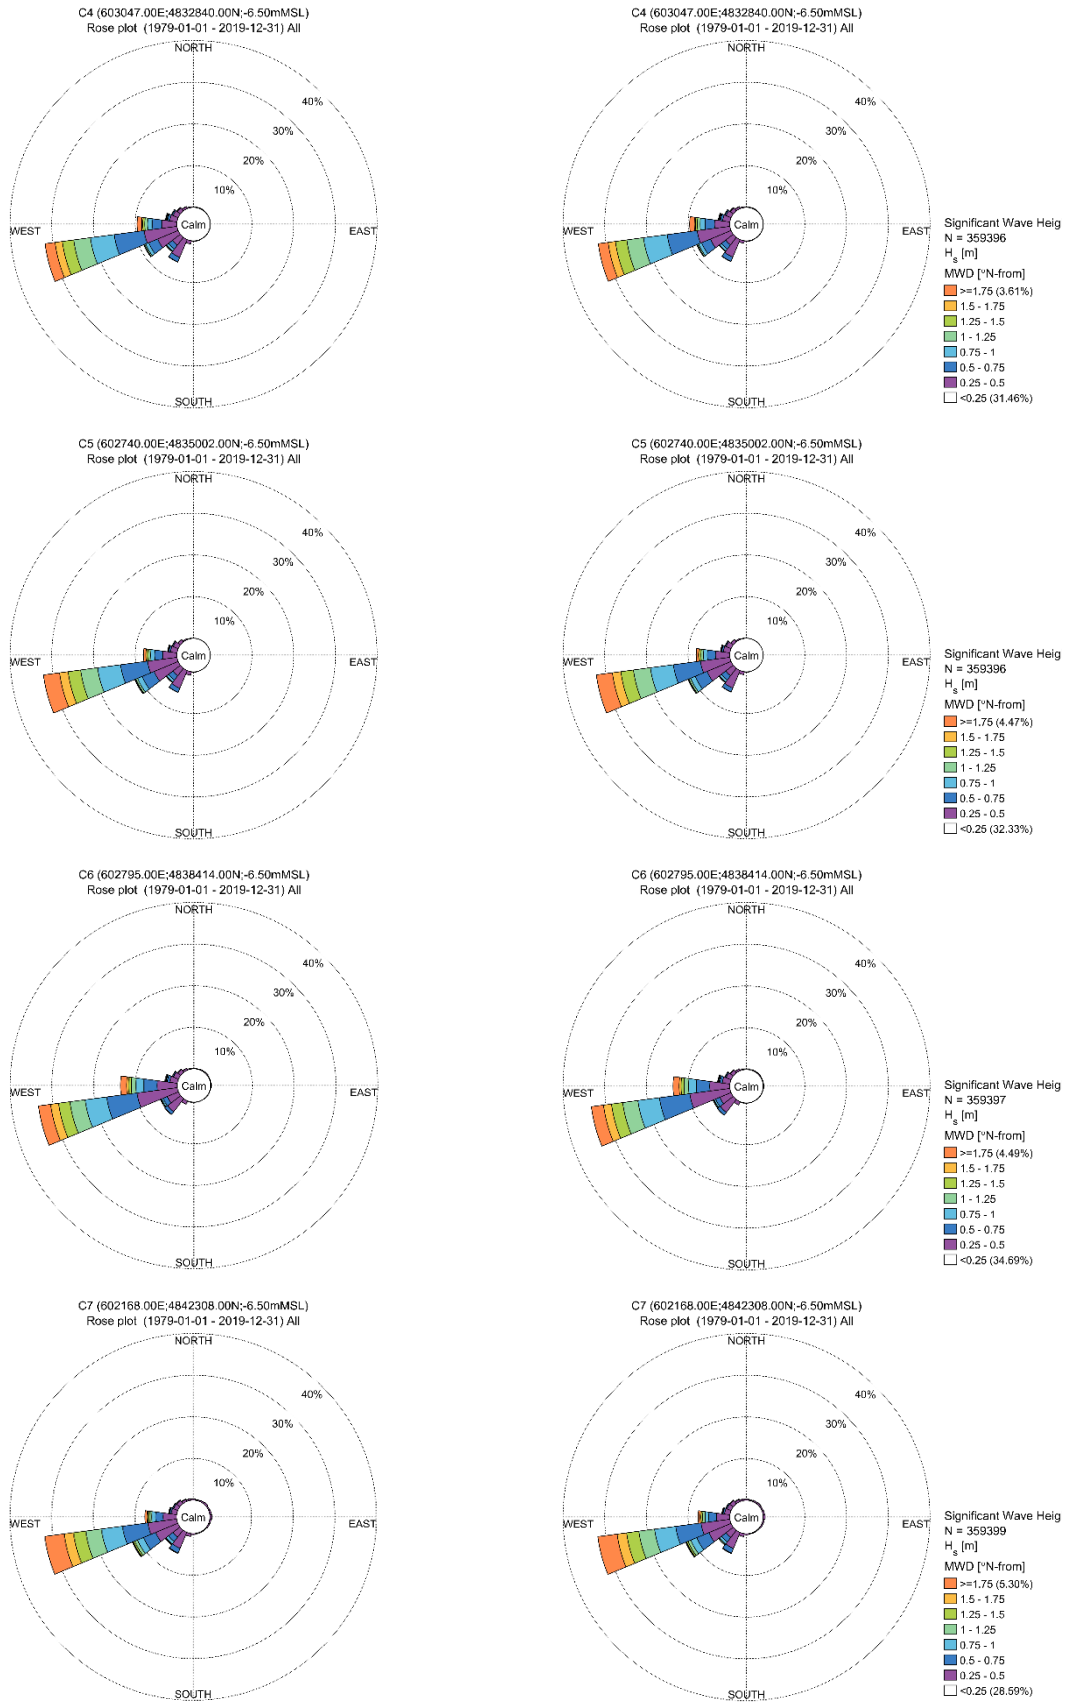 C4 (603047.00E;4832840.00N;-6.50mMSL)
Rose plot (1979-01-01 - 2019-12-31) All
NORTH
40%
30%
20%
10%
WEST
Calm
EAST
SOUTH
C4 (603047.00E;4832840.00N;-6.50mMSL)
Rose plot (1979-01-01 - 2019-12-31) All
NORTH
40%
30%
20%
10%
WEST
Calm
EAST
SOUTH
Significant Wave Heig
N = 359396
Hs [m]
MWD [°N-from]
>=1.75 (3.61%)
1.5 - 1.75
1.25 - 1.5
1 - 1.25
0.75 - 1
0.5 - 0.75
0.25 - 0.5
<0.25 (31.46%)
C5 (602740.00E;4835002.00N;-6.50mMSL)
Rose plot (1979-01-01 - 2019-12-31) All
NORTH
40%
30%
20%
10%
WEST
Calm
EAST
SOUTH
C5 (602740.00E;4835002.00N;-6.50mMSL)
Rose plot (1979-01-01 - 2019-12-31) All
NORTH
40%
30%
20%
10%
WEST
Calm
EAST
SOUTH
Significant Wave Heig
N = 359396
Hs [m]
MWD [°N-from]
>=1.75 (4.47%)
1.5 - 1.75
1.25 - 1.5
1 - 1.25
0.75 - 1
0.5 - 0.75
0.25 - 0.5
<0.25 (32.33%)
C6 (602795.00E;4838414.00N;-6.50mMSL)
Rose plot (1979-01-01 - 2019-12-31) All
NORTH
40%
30%
20%
10%
WEST
Calm
EAST
SOUTH
C6 (602795.00E;4838414.00N;-6.50mMSL)
Rose plot (1979-01-01 - 2019-12-31) All
NORTH
40%
30%
20%
10%
WEST
Calm
EAST
SOUTH
Significant Wave Heig
N = 359397
Hs [m]
MWD [°N-from]
>=1.75 (4.49%)
1.5 - 1.75
1.25 - 1.5
1 - 1.25
0.75 - 1
0.5 - 0.75
0.25 - 0.5
<0.25 (34.69%)
C7 (602168.00E;4842308.00N;-6.50mMSL)
Rose plot (1979-01-01 - 2019-12-31) All
NORTH
40%
30%
20%
10%
WEST
Calm
EAST
SOUTH
C7 (602168.00E;4842308.00N;-6.50mMSL)
Rose plot (1979-01-01 - 2019-12-31) All
NORTH
40%
30%
20%
10%
WEST
Calm
EAST
SOUTH
Significant Wave Heig
N = 359399
Hs [m]
MWD [°N-from]
>=1.75 (5.30%)
1.5 - 1.75
1.25 - 1.5
1 - 1.25
0.75 - 1
0.5 - 0.75
0.25 - 0.5
<0.25 (28.59%)